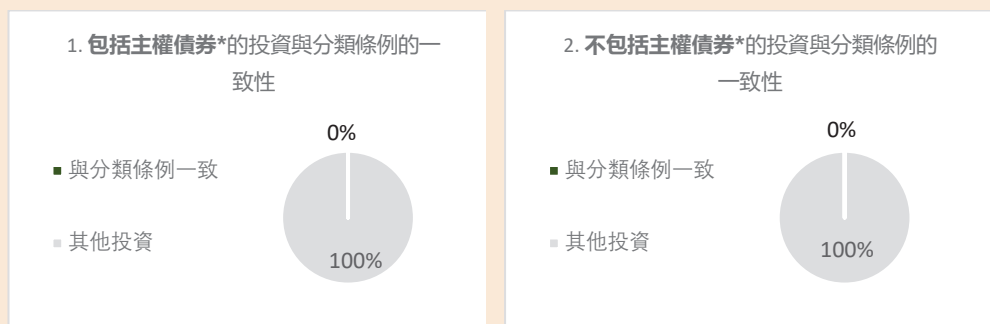 1. 包括主權債券*的投資與分類條例的一
致性
0%
與分類條例一致
其他投資
100%
2. 不包括主權債券*的投資與分類條例的
一致性
0%
與分類條例一致
其他投資
100%